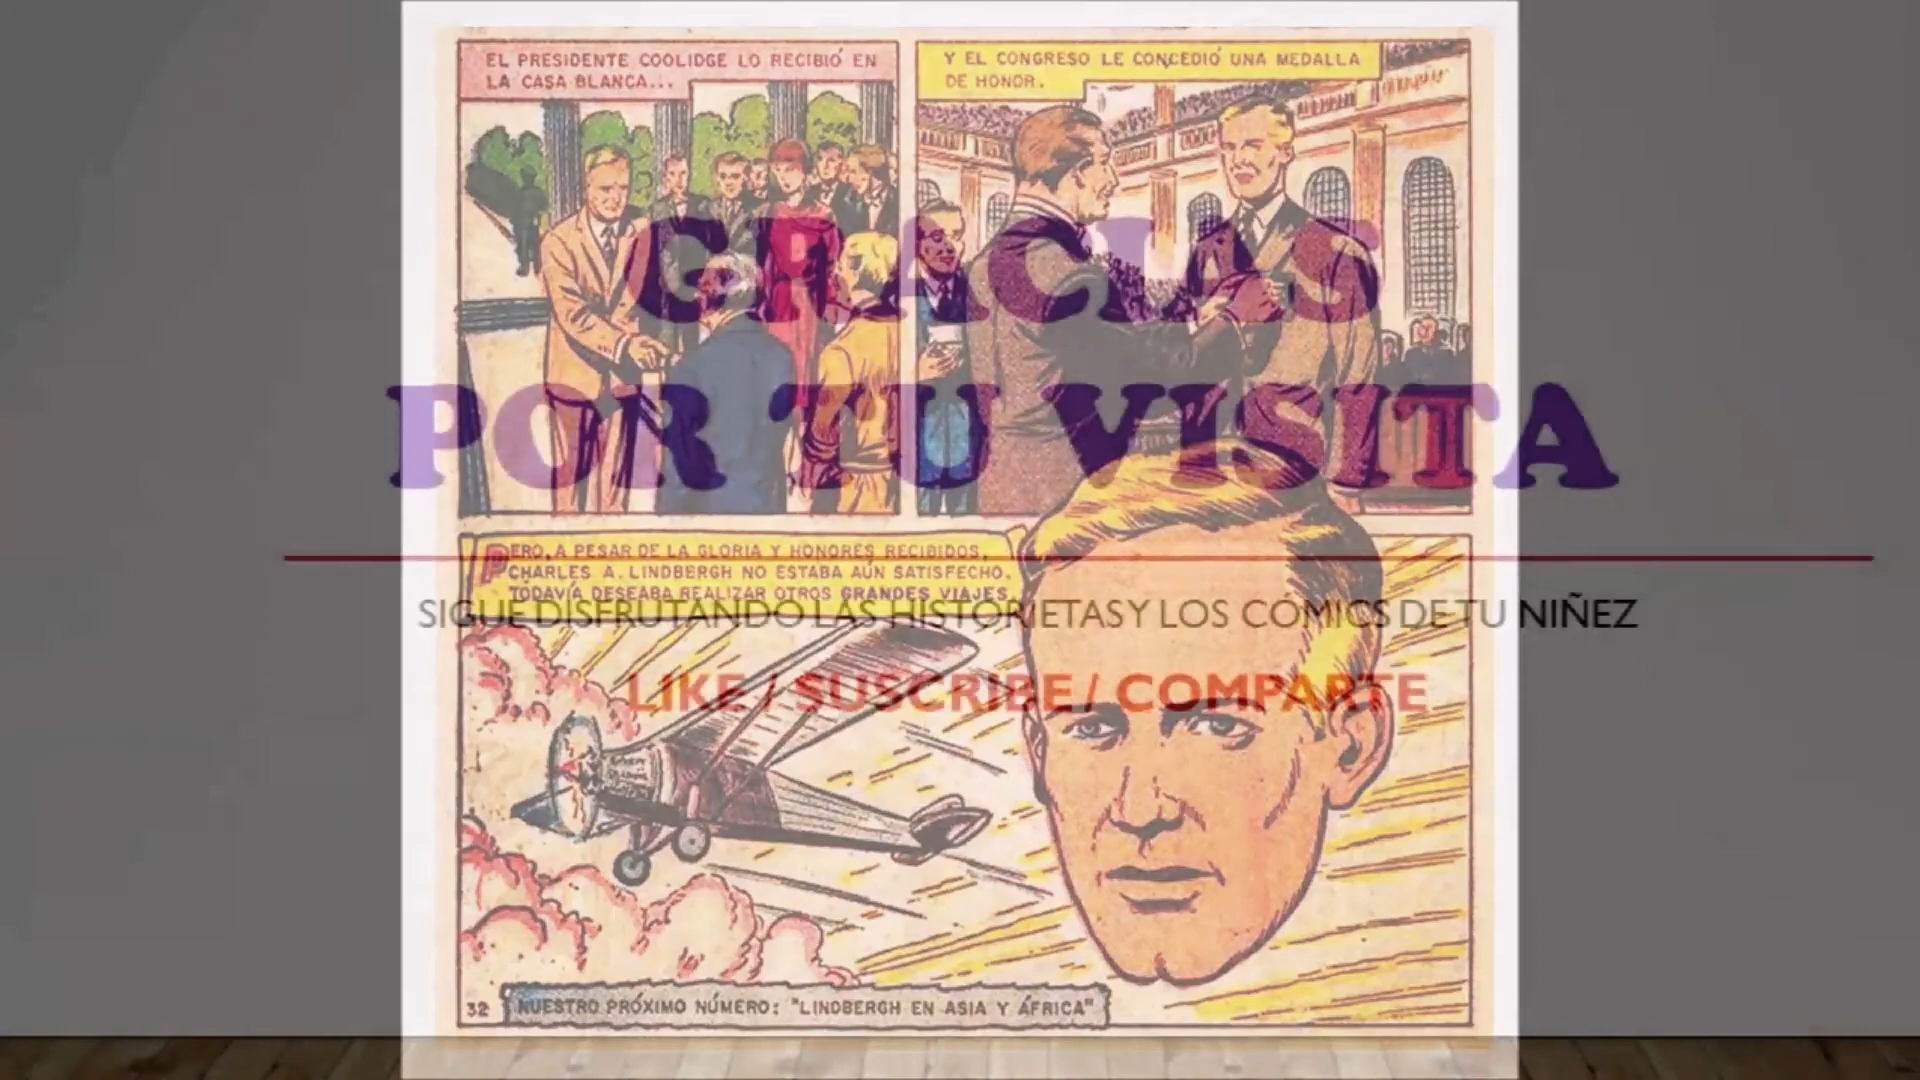 EL PRESIDENTE COOLIDGE LO RECIBIÓ EN
LA CASA BLANCA...
Y EL CONGRESO LE CONCEDIÓ UNA MEDALLA
DE HONOR.
GRACIAS
POR TU VISITA
PERO, A PESAR DE LA GLORIA Y HONORES RECIBIDOS,
CHARLES A. LINDBERGH NO ESTABA AÚN SATISFECHO.
TODAVÍA DESEABA REALIZAR OTROS GRANDES VIAJES.
SIGUE DISFRUTANDO LAS HISTORIETAS Y LOS CÓMICS DE TU NIÑEZ
LIKE / SUSCRIBE / COMPARTE
32
NUESTRO PRÓXIMO NÚMERO: "LINDBERGH EN ASIA Y ÁFRICA"